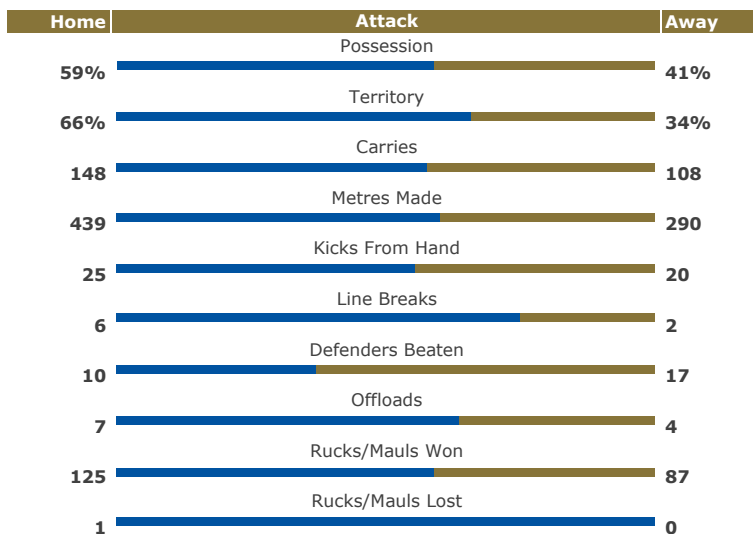 Home Attack Away
Possession
59% 41%
Territory
66% 34%
Carries
148 108
Metres Made
439 290
Kicks From Hand
25 20
Line Breaks
6 2
Defenders Beaten
10 17
Offloads
7 4
Rucks/Mauls Won
125 87
Rucks/Mauls Lost
1 0